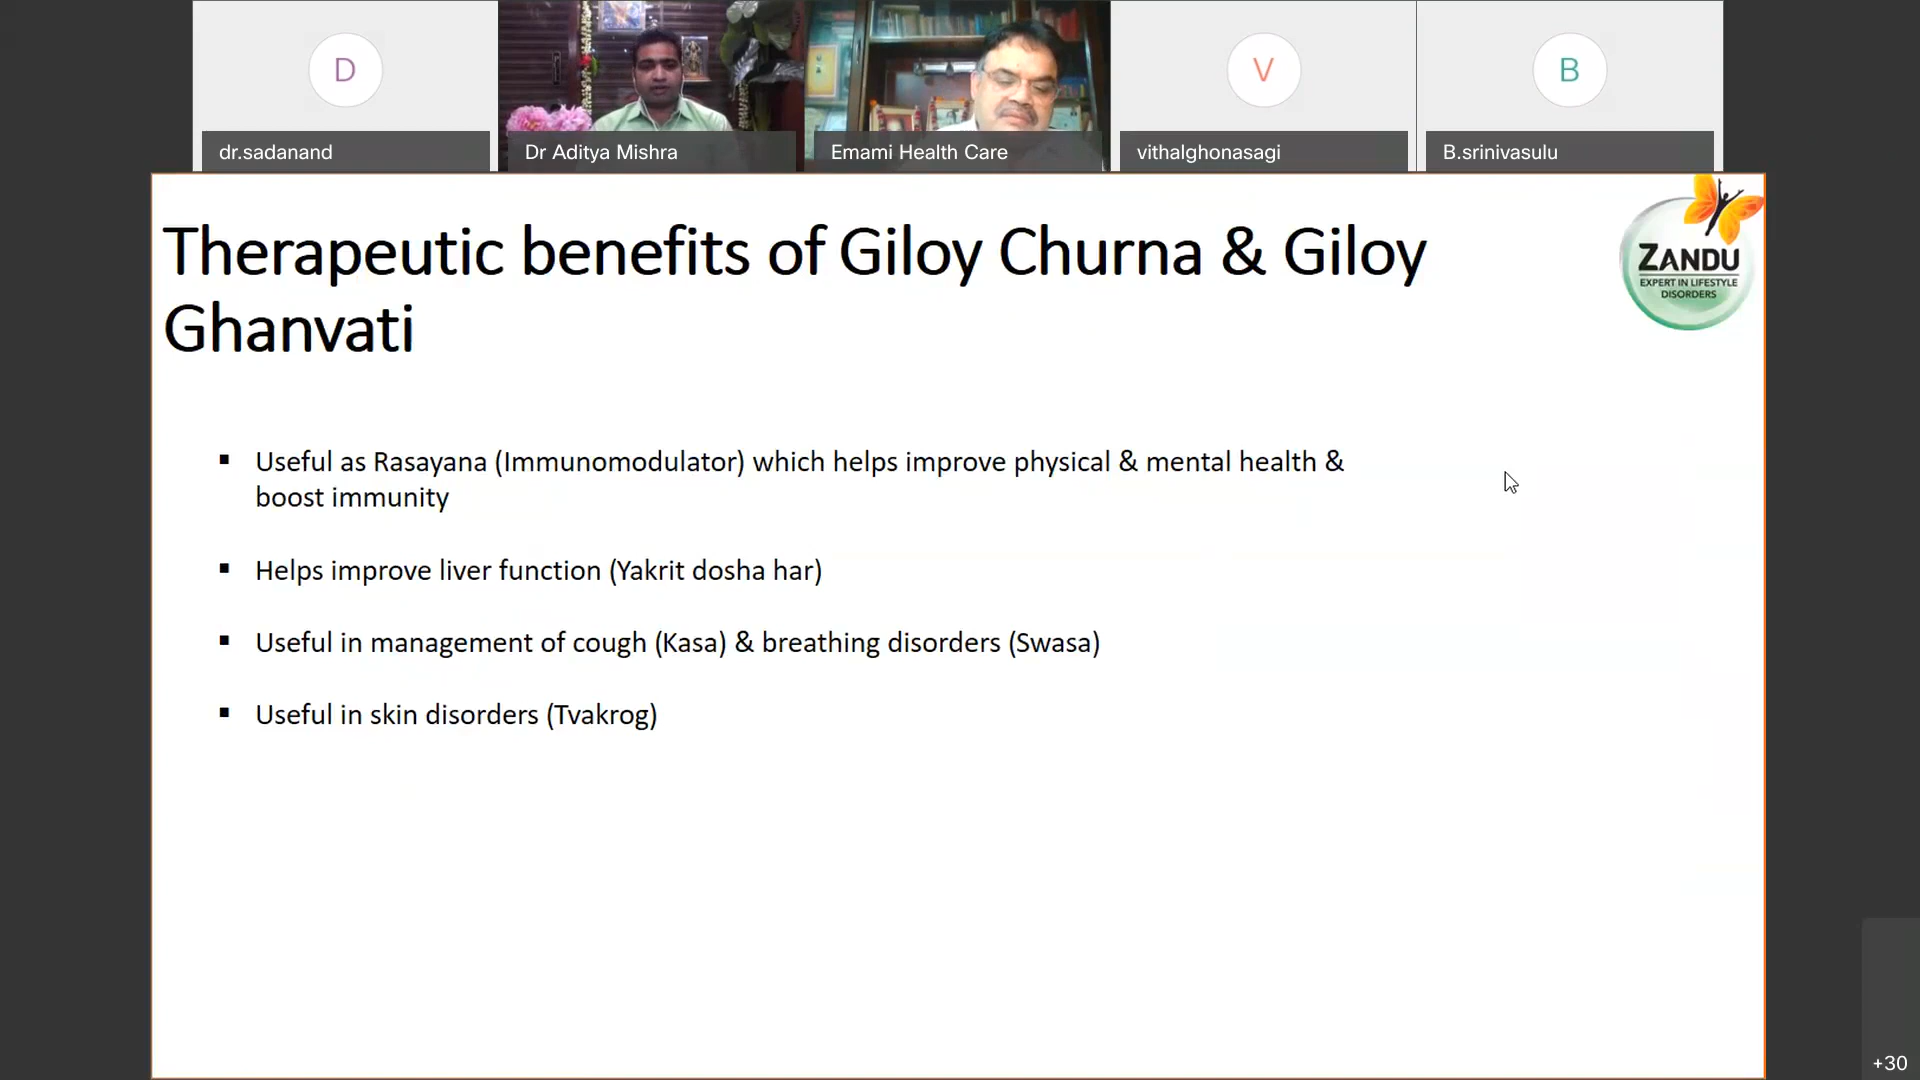 D
V
B
dr.sadanand
Dr Aditya Mishra
Emami Health Care
vithalghonasagi
B.srinivasulu
Therapeutic benefits of Giloy Churna & Giloy
Ghanvati
ZANDU
EXPERT IN LIFESTYLE
DISORDERS
▪ Useful as Rasayana (Immunomodulator) which helps improve physical & mental health &
boost immunity
▪ Helps improve liver function (Yakrit dosha har)
▪ Useful in management of cough (Kasa) & breathing disorders (Swasa)
▪ Useful in skin disorders (Tvakrog)
+30